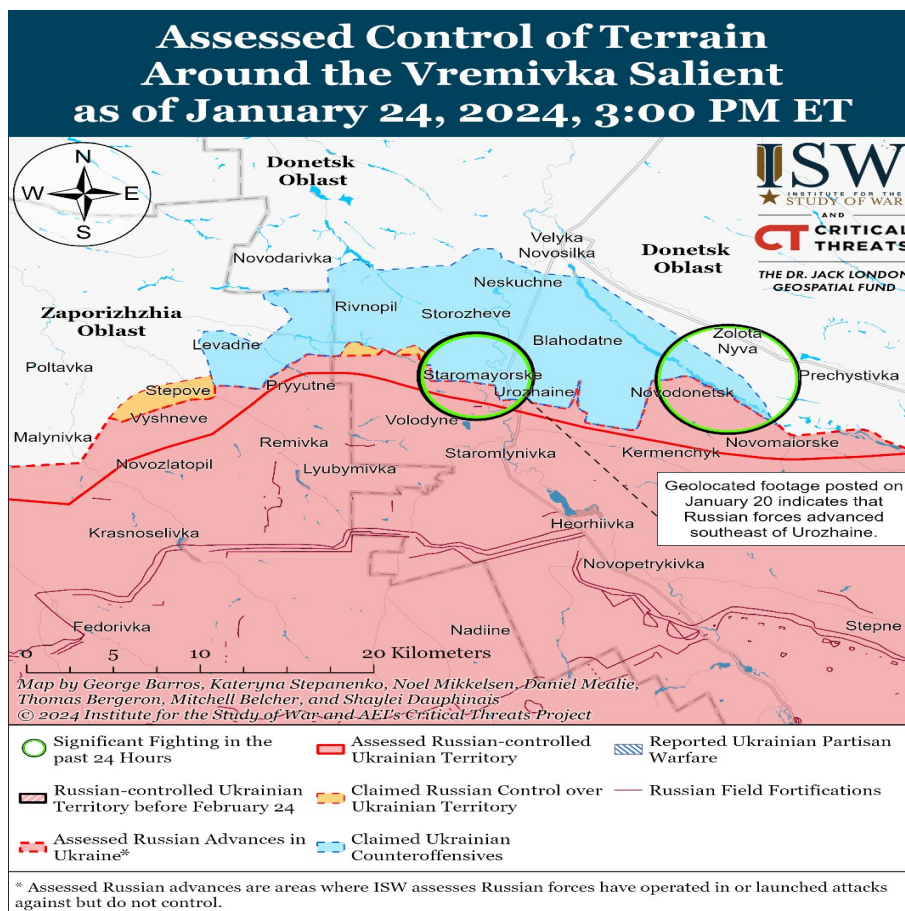 Assessed Control of Terrain
Around the Vremivka Salient
as of January 24, 2024, 3:00 PM ET
N
W
E
S
Donetsk
Oblast
ISW
INSTITUTE FOR THE
STUDY OF WAR
AND
CT CRITICAL
THREATS
THE DR. JACK LONDON
GEOSPATIAL FUND
Velyka
Novosilka
Donetsk
Oblast
Novodarivka
Neskuchne
Rivnopil
Storozheve
Zaporizhzhia
Oblast
Levadne
Blahodatne
Zolota
Nyva
Poltavka
Prechystivka
Staromayorske
Stepove
Pryyutne
Urozhaine
Novodonetsk
Vyshneve
Volodyne
Malynivka
Remivka
Novomaiorske
Staromlynivka
Kermenchyk
Novozlatopil
Lyubymivka
Geolocated footage posted on
January 20 indicates that
Russian forces advanced
southeast of Urozhaine.
Krasnoselivka
Heorhiivka
Novopetrykivka
Fedorivka
Nadiine
Stepne
0 5 10 20 Kilometers
Map by George Barros, Kateryna Stepanenko, Noel Mikkelsen, Daniel Mealie,
Thomas Bergeron, Mitchell Belcher, and Shaylei Dauphinais
© 2024 Institute for the Study of War and AEI's Critical Threats Project
Significant Fighting in the
past 24 Hours
Assessed Russian-controlled
Ukrainian Territory
Reported Ukrainian Partisan
Warfare
Russian-controlled Ukrainian
Territory before February 24
Claimed Russian Control over
Ukrainian Territory
Russian Field Fortifications
Assessed Russian Advances in
Ukraine*
Claimed Ukrainian
Counteroffensives
* Assessed Russian advances are areas where ISW assesses Russian forces have operated in or launched attacks
against but do not control.